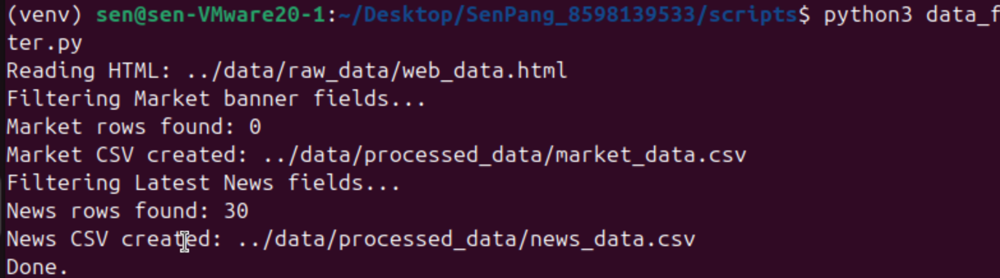 (venv) sen@sen-VMware20-1:~/Desktop/SenPang_8598139533/scripts$ python3 data_f
ter.py
Reading HTML: ../data/raw_data/web_data.html
Filtering Market banner fields...
Market rows found: 0
Market CSV created: ../data/processed_data/market_data.csv
Filtering Latest News fields...
News rows found: 30
News CSV created: ../data/processed_data/news_data.csv
Done.